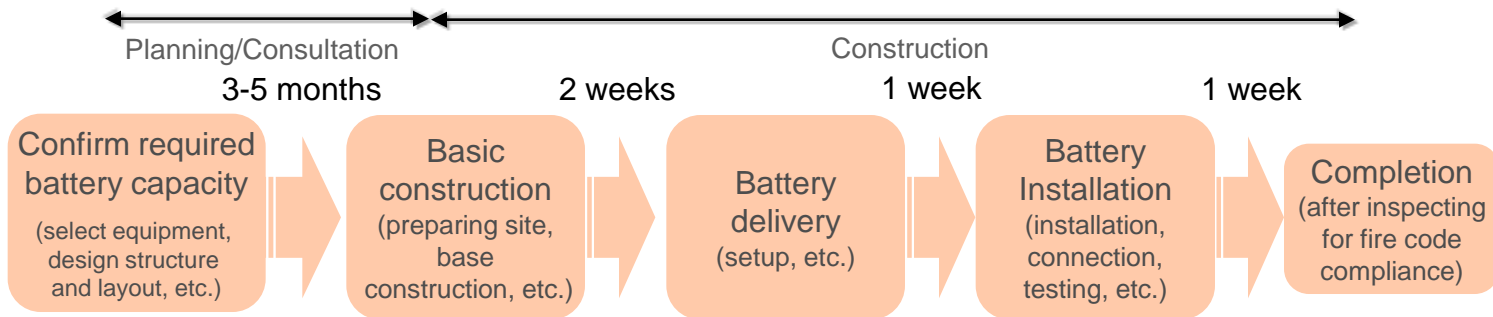 Planning/Consultation
Construction
3-5 months
2 weeks
1 week
1 week
Confirm required
battery capacity
(select equipment,
design structure
and layout, etc.)
Basic
construction
(preparing site,
base
construction, etc.)
Battery
delivery
(setup, etc.)
Battery
Installation
(installation,
connection,
testing, etc.)
Completion
(after inspecting
for fire code
compliance)